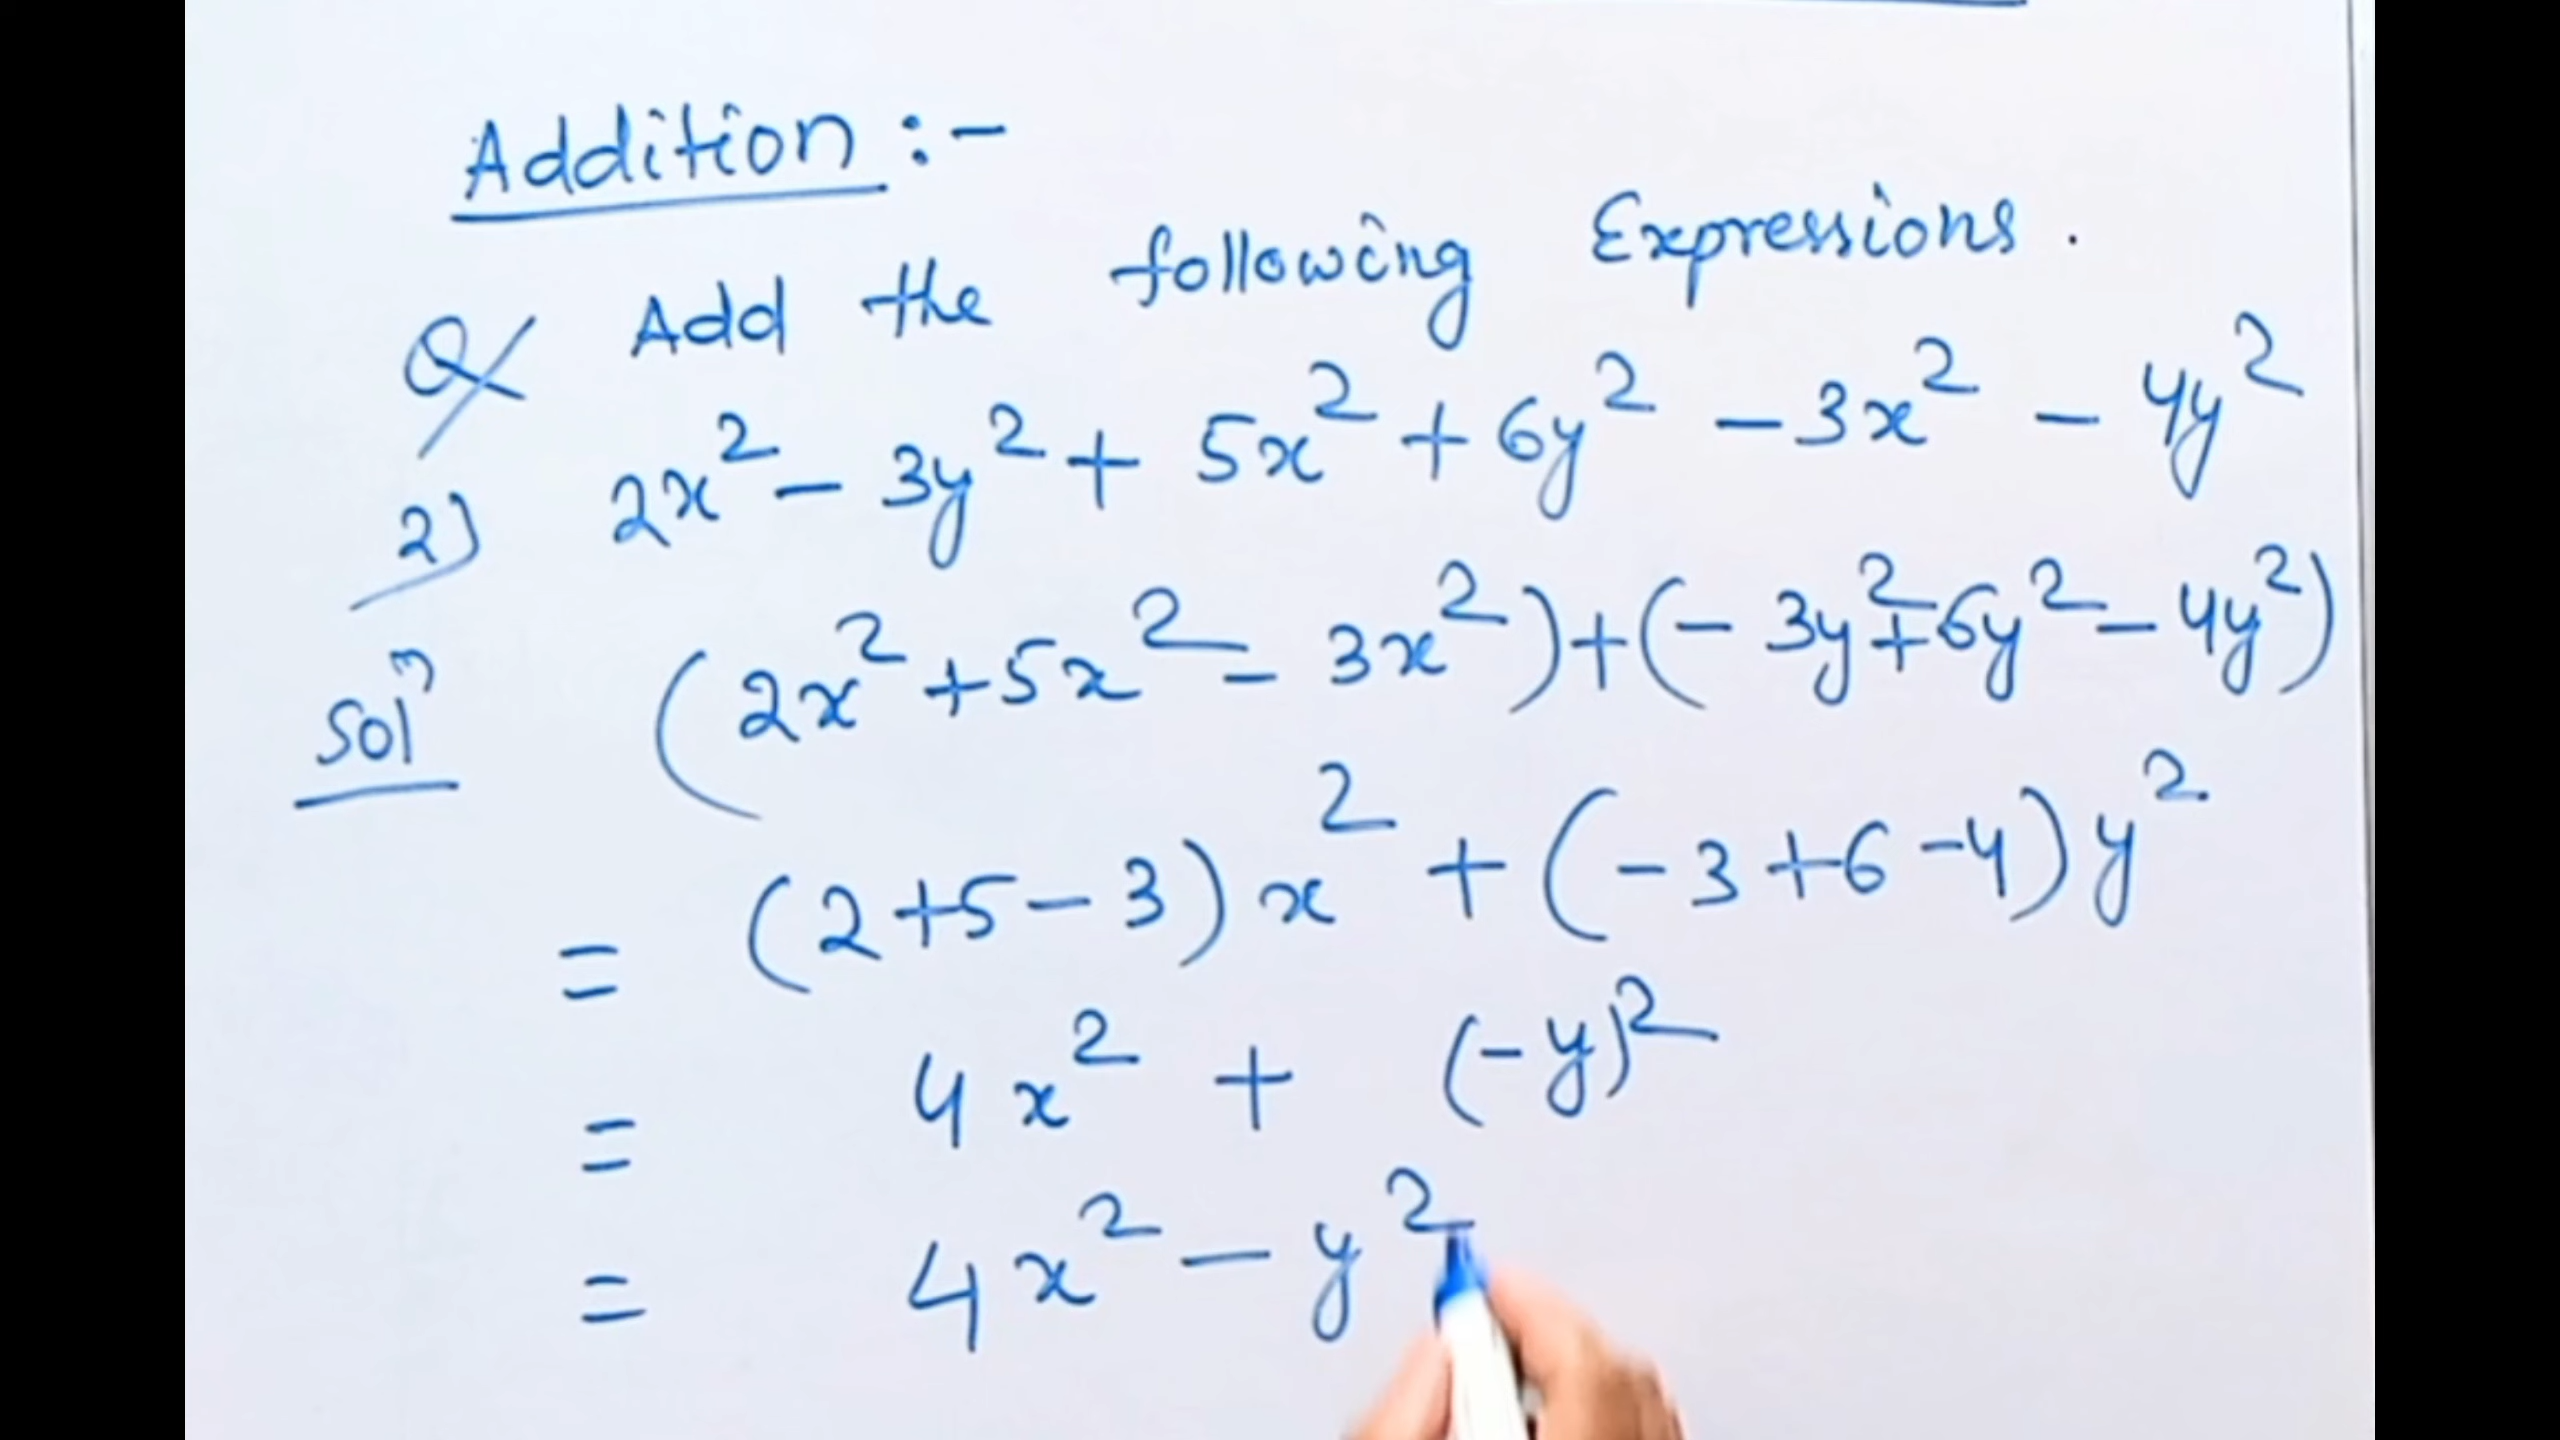 Addition :-
Q Add the following Expressions.
2) 2x² - 3y² + 5x² + 6y² - 3x² - 4y²
Solⁿ (2x² + 5x² - 3x²) + (- 3y² + 6y² - 4y²)
= (2 + 5 - 3) x² + (- 3 + 6 - 4) y²
= 4x² + (-y)²
= 4x² - y²